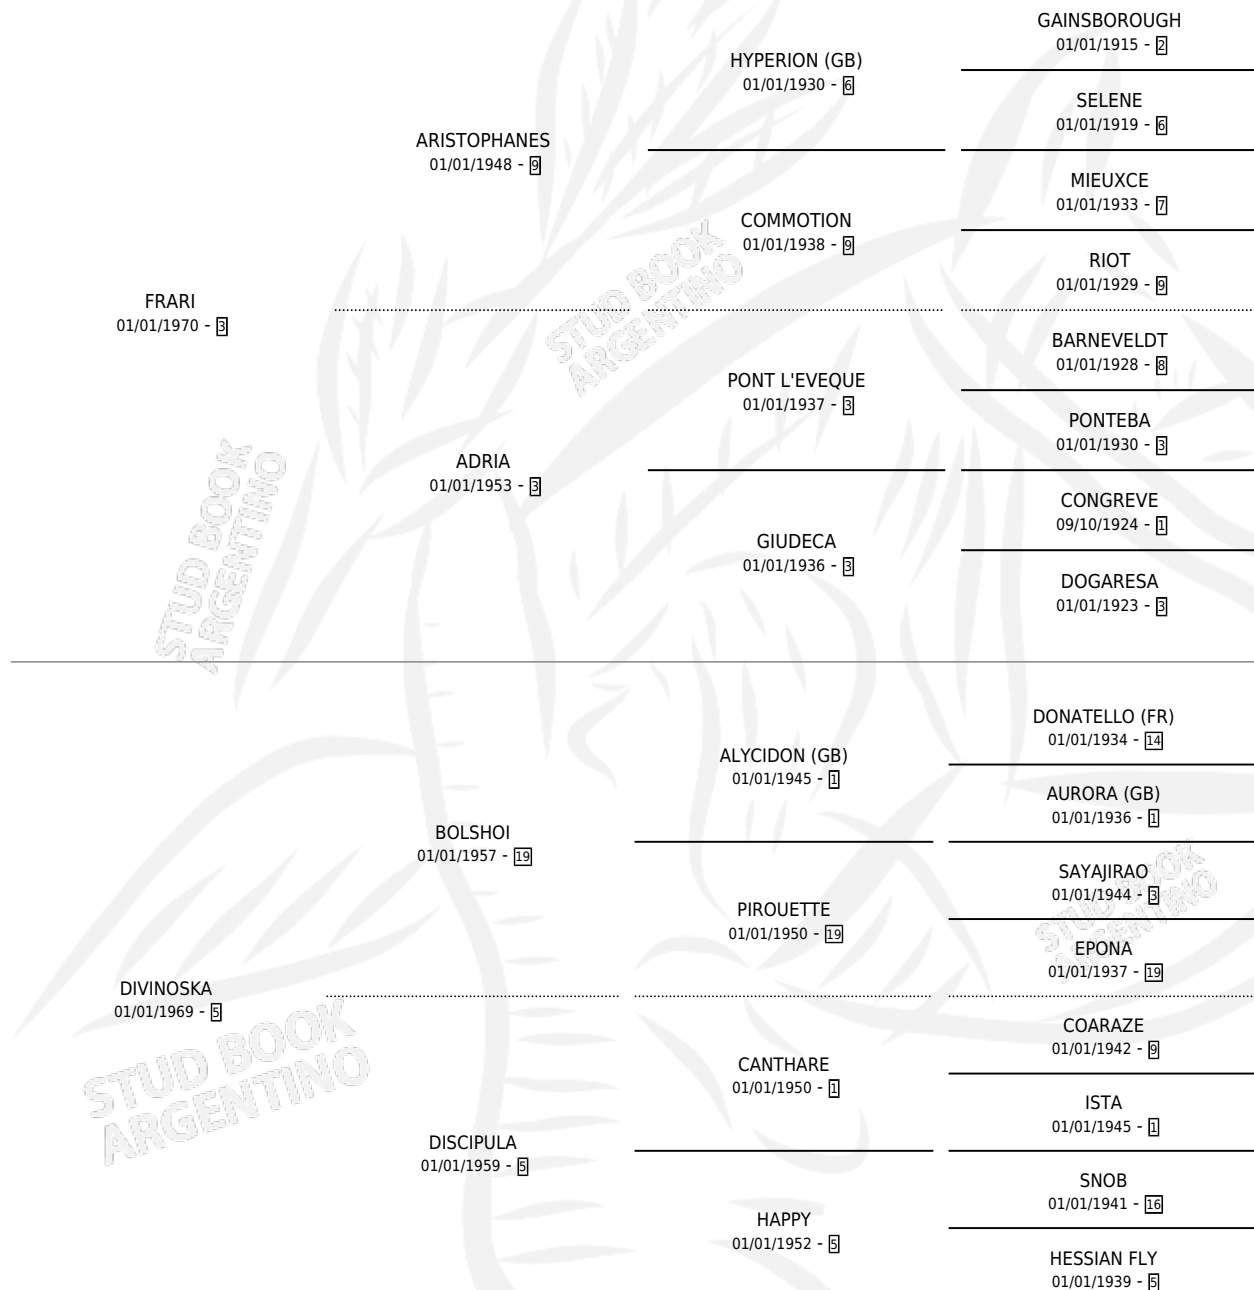 GAINSBOROUGH
01/01/1915 - 2
HYPERION (GB)
01/01/1930 - 6
SELENE
01/01/1919 - 6
ARISTOPHANES
01/01/1948 - 9
MIEUXCE
01/01/1933 - 7
COMMOTION
01/01/1938 - 9
RIOT
01/01/1929 - 9
FRARI
01/01/1970 - 3
BARNEVELDT
01/01/1928 - 8
PONT L'EVEQUE
01/01/1937 - 3
PONTEBA
01/01/1930 - 3
ADRIA
01/01/1953 - 3
CONGREVE
09/10/1924 - 1
GIUDECA
01/01/1936 - 3
DOGARESA
01/01/1923 - 3
STUD BOOK
ARGENTINO
STUD BOOK
ARGENTINO
DONATELLO (FR)
01/01/1934 - 14
ALYCIDON (GB)
01/01/1945 - 1
AURORA (GB)
01/01/1936 - 1
BOLSHOI
01/01/1957 - 19
SAYAJIRAO
01/01/1944 - 3
PIROUETTE
01/01/1950 - 19
EPONA
01/01/1937 - 19
DIVINOSKA
01/01/1969 - 5
COARAZE
01/01/1942 - 9
CANTHARE
01/01/1950 - 1
ISTA
01/01/1945 - 1
DISCIPULA
01/01/1959 - 5
SNOB
01/01/1941 - 16
HAPPY
01/01/1952 - 5
HESSIAN FLY
01/01/1939 - 5
STUD BOOK
ARGENTINO
STUD BOOK
ARGENTINO